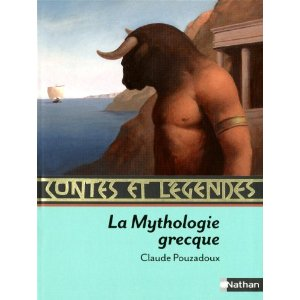 CONTES ET LÉGENDES
La Mythologie
grecque
Claude Pouzadoux
Nathan